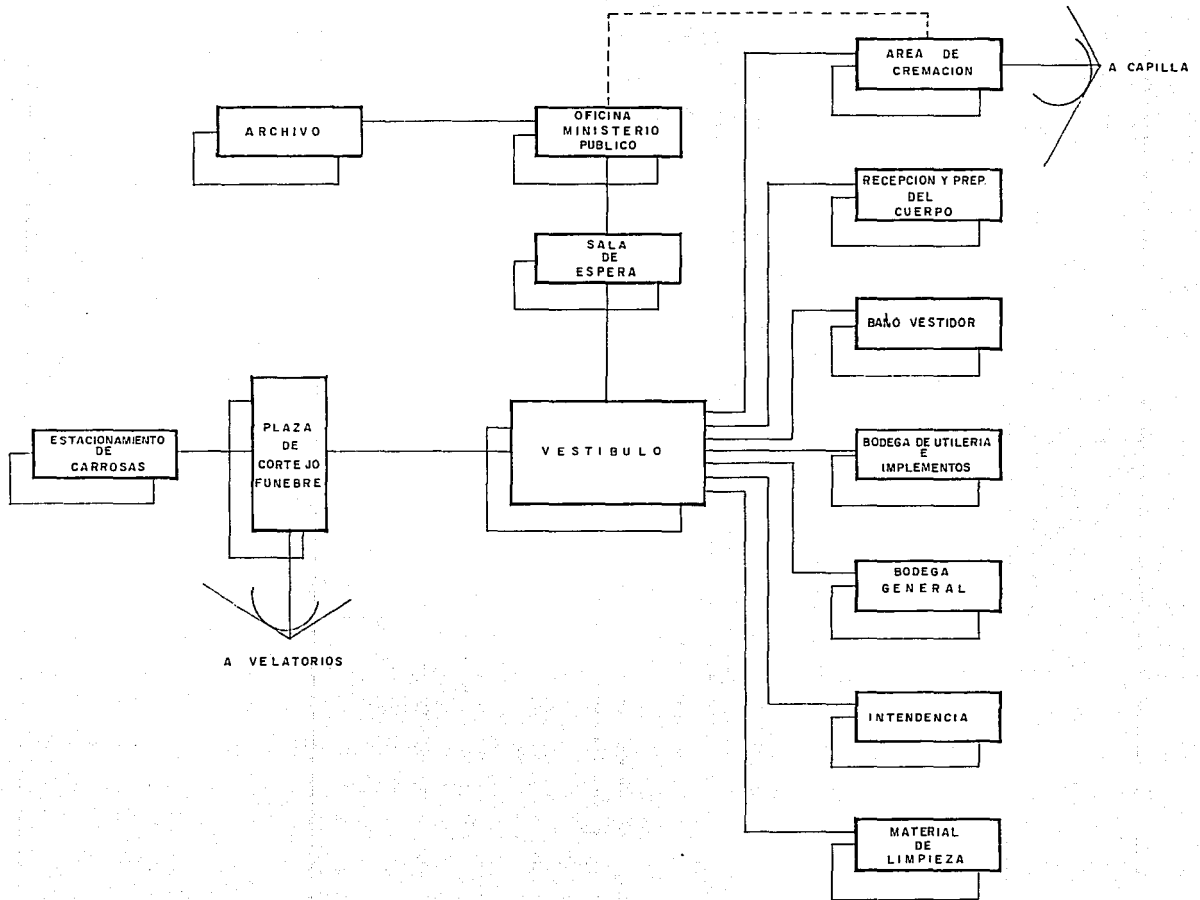 AREA DE
CREMACION
A CAPILLA
ARCHIVO
OFICINA
MINISTERIO
PUBLICO
RECEPCION Y PREP.
DEL
CUERPO
SALA
DE
ESPERA
BAÑO VESTIDOR
PLAZA
DE
CORTEJO
FUNEBRE
ESTACIONAMIENTO
DE
CARROSAS
VESTIBULO
BODEGA DE UTILERIA
E
IMPLEMENTOS
BODEGA
GENERAL
A VELATORIOS
INTENDENCIA
MATERIAL
DE
LIMPIEZA